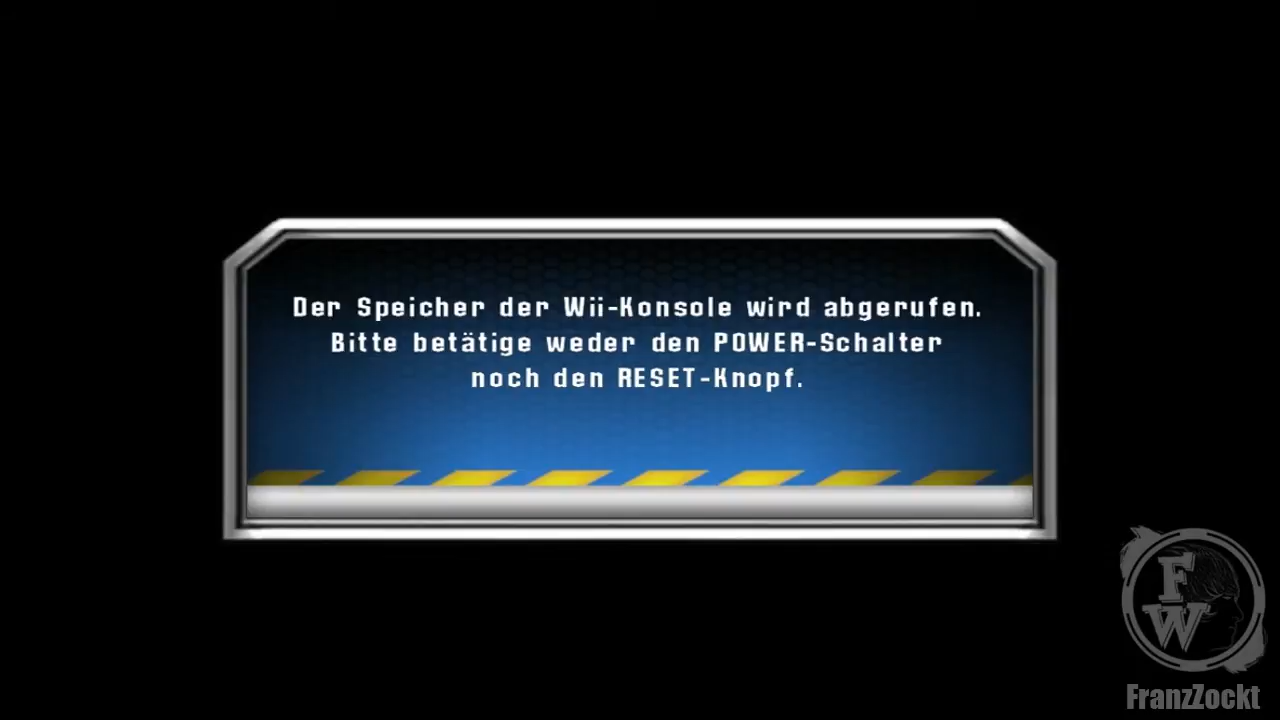 Der Speicher der Wii-Konsole wird abgerufen.
Bitte betätige weder den POWER-Schalter
noch den RESET-Knopf.
FW
FranzZockt